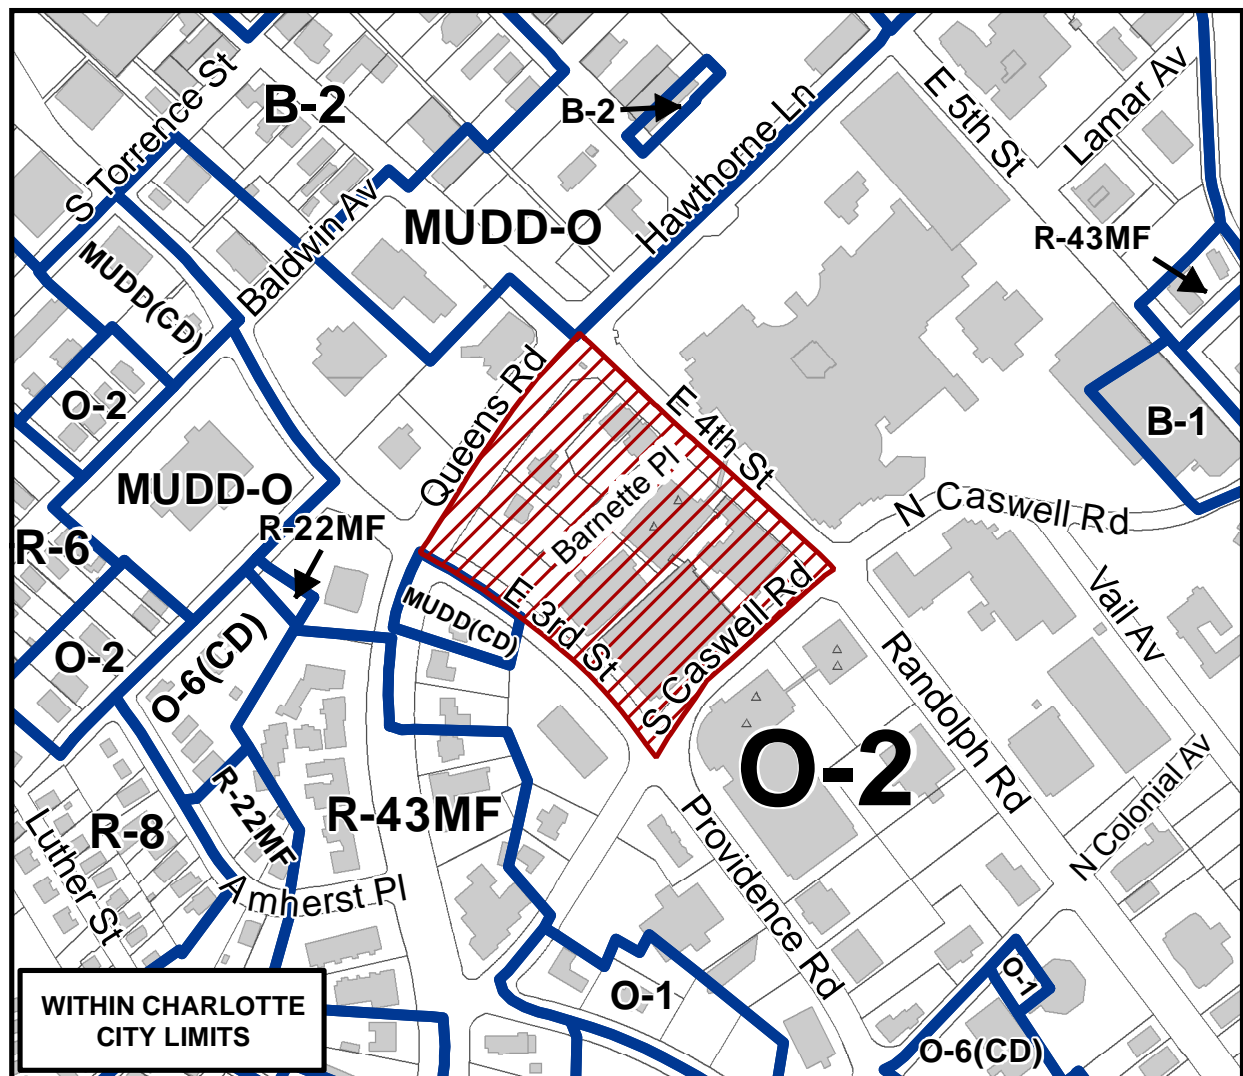 B-2
S Torrence St
B-2
Hawthorne Ln
E 5th St
Lamar Av
Baldwin Av
MUDD-O
R-43MF
MUDD(CD)
Queens Rd
E 4th St
O-2
B-1
MUDD-O
Barnette Pl
N Caswell Rd
R-22MF
R-6
MUDD(CD)
E 3rd St
S Caswell Rd
Vail Av
O-2
O-6(CD)
Randolph Rd
O-2
R-22MF
R-43MF
R-8
Luther St
Amherst Pl
Providence Rd
N Colonial Av
O-1
O-1
O-6(CD)
WITHIN CHARLOTTE
CITY LIMITS